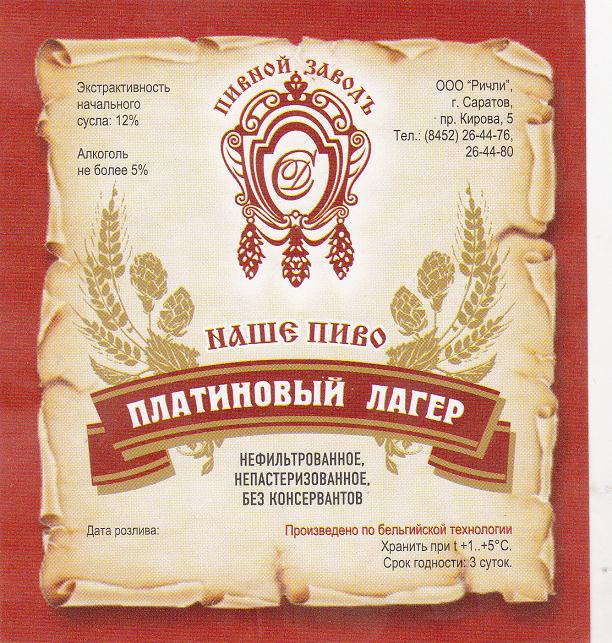 Экстрактивность
начального
сусла: 12%
Алкоголь
не более 5%
ПИВНОЙ ЗАВОДЪ
ООО "Ричли",
г. Саратов,
пр. Кирова, 5
Тел.: (8452) 26-44-76,
26-44-80
НАШЕ ПИВО
ПЛАТИНОВЫЙ ЛАГЕР
НЕФИЛЬТРОВАННОЕ,
НЕПАСТЕРИЗОВАННОЕ,
БЕЗ КОНСЕРВАНТОВ
Дата розлива:
Произведено по бельгийской технологии
Хранить при t +1..+5°С.
Срок годности: 3 суток.